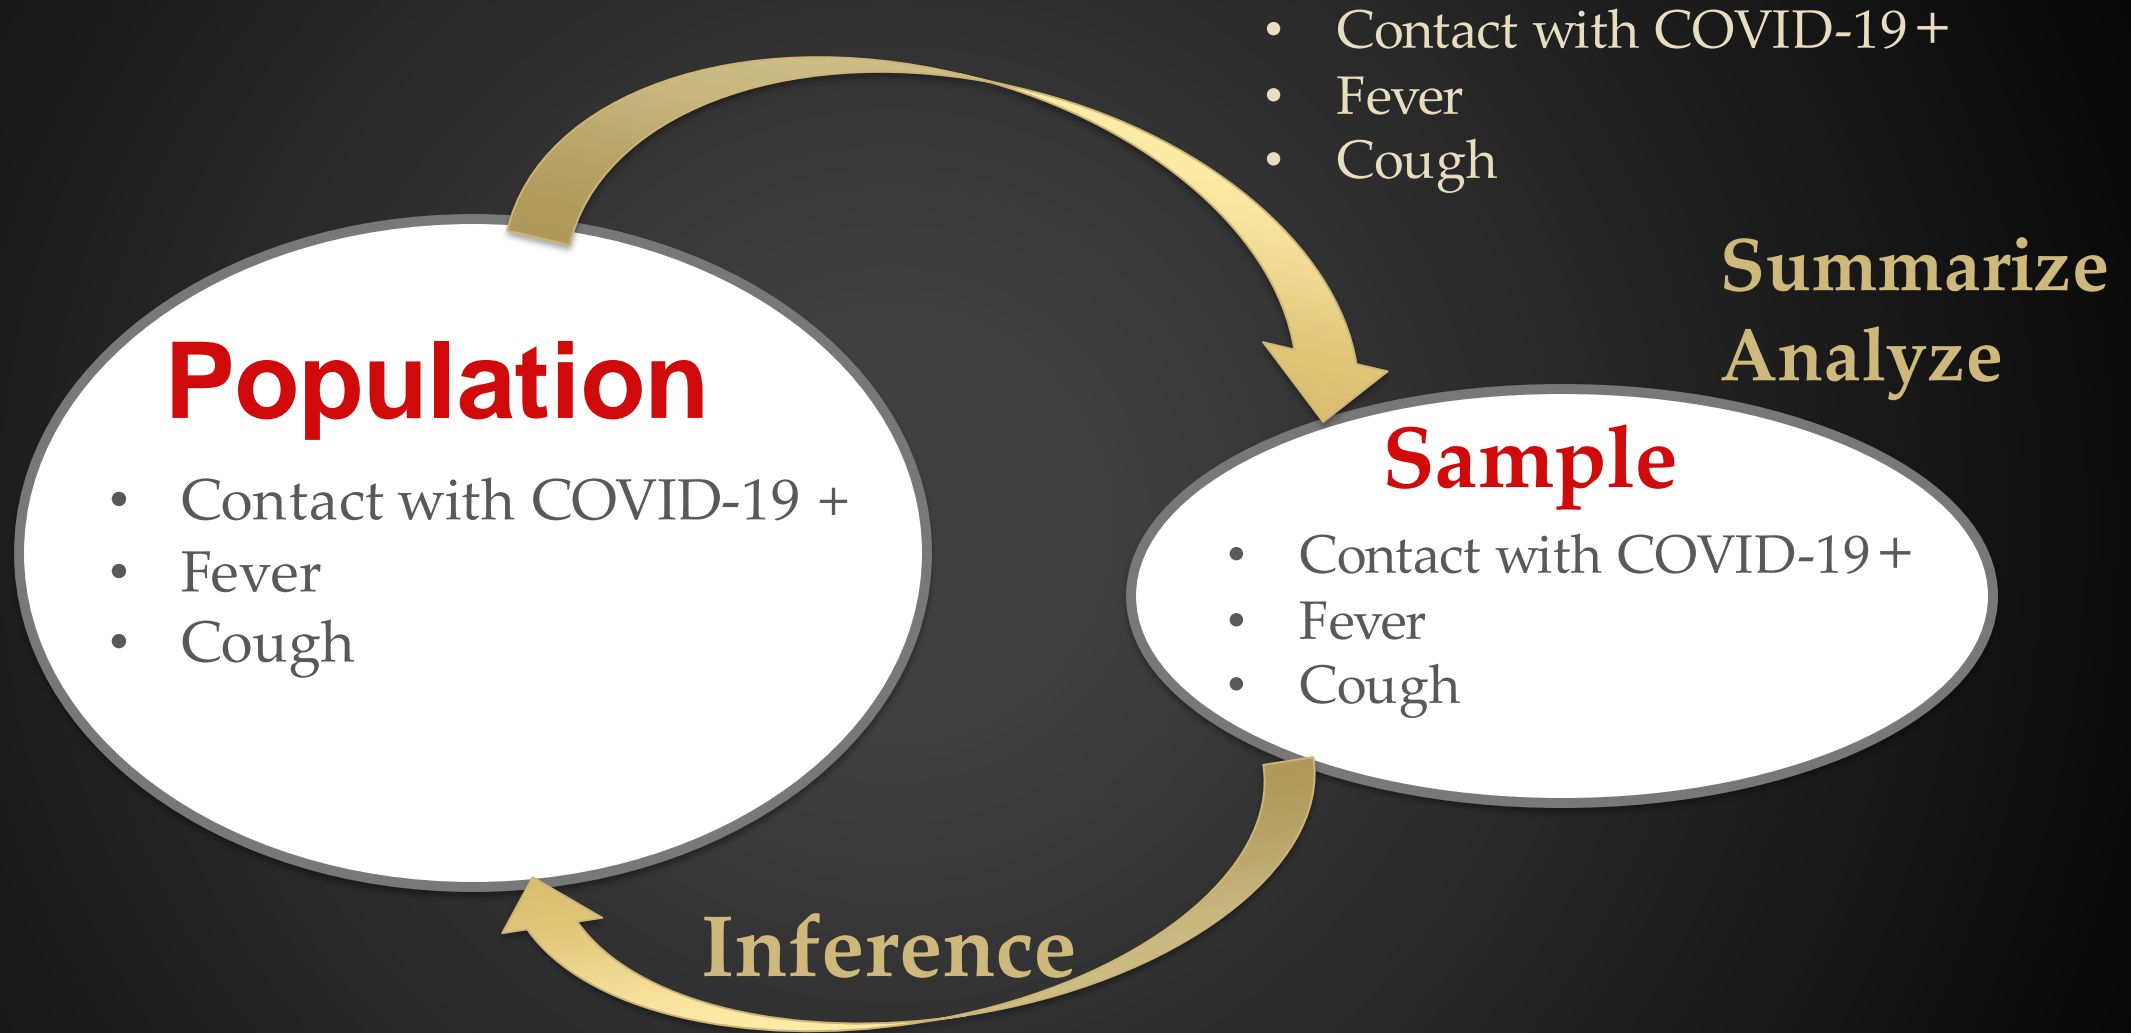 • Contact with COVID-19+
• Fever
• Cough
Summarize
Analyze
Population
• Contact with COVID-19 +
• Fever
• Cough
Sample
• Contact with COVID-19+
• Fever
• Cough
Inference